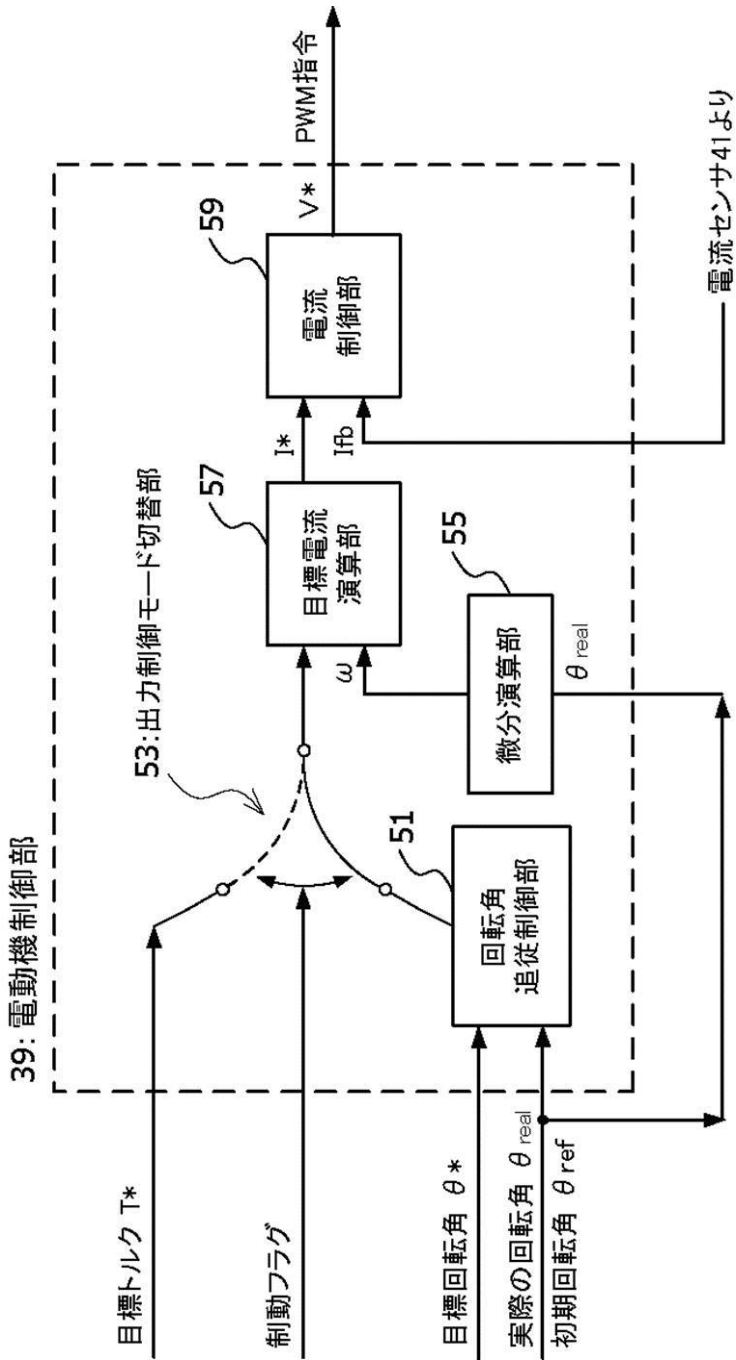 39:電動機制御部
目標トルク T*
制動フラグ
目標回転角 θ*
実際の回転角 θreal
初期回転角 θref
53:出力制御モード切替部
51
回転角
追従制御部
55
微分演算部
θreal
ω
57
目標電流
演算部
I*
Ifb
59
電流
制御部
V*
PWM指令
電流センサ41より